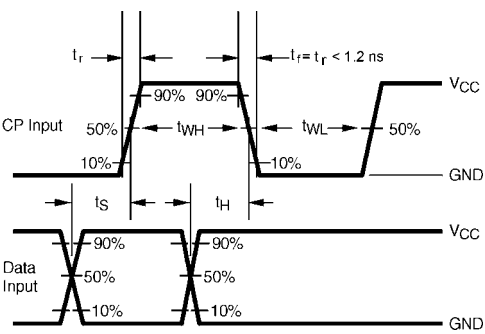 tr
tf = tr < 1.2 ns
VCC
90% 90%
CP Input
50%
tWH
tWL
50%
10%
10%
GND
tS
tH
VCC
90%
90%
Data
Input
50%
50%
10%
10%
GND